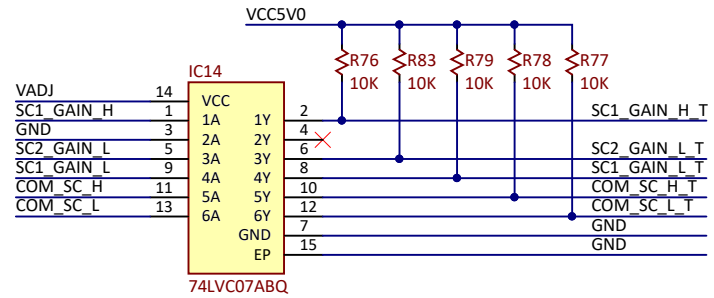 VCC5V0
R76 R83 R79 R78 R77
10K 10K 10K 10K 10K
IC14
VADJ 14 VCC
SC1_GAIN_H 1 1A 1Y 2 SC1_GAIN_H_T
GND 3 2A 2Y 4
SC2_GAIN_L 5 3A 3Y 6 SC2_GAIN_L_T
SC1_GAIN_L 9 4A 4Y 8 SC1_GAIN_L_T
COM_SC_H 11 5A 5Y 10 COM_SC_H_T
COM_SC_L 13 6A 6Y 12 COM_SC_L_T
GND 7 GND
EP 15 GND
74LVC07ABQ